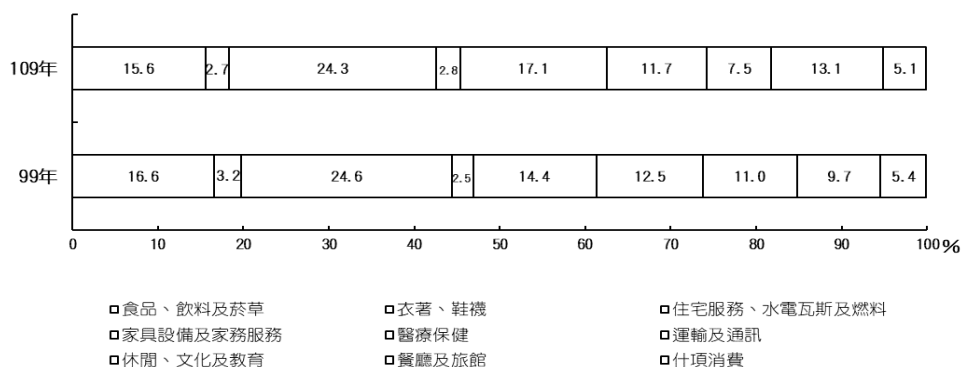 109年 15.6 2.7 24.3 2.8 17.1 11.7 7.5 13.1 5.1
99年 16.6 3.2 24.6 2.5 14.4 12.5 11.0 9.7 5.4
0 10 20 30 40 50 60 70 80 90 100 %
食品、飲料及菸草 衣著、鞋襪 住宅服務、水電瓦斯及燃料
家具設備及家務服務 醫療保健 運輸及通訊
休閒、文化及教育 餐廳及旅館 什項消費